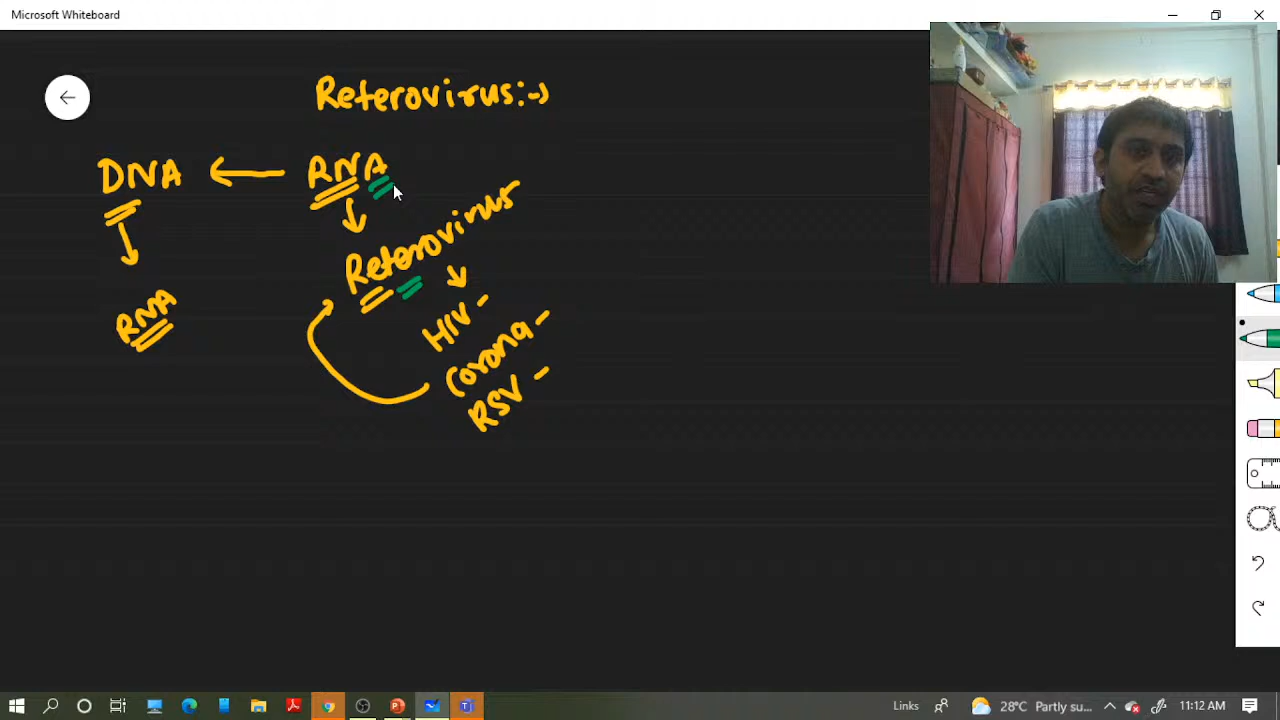 Microsoft Whiteboard
Reterovirus:→
DNA ← RNA
Reterovirus
RNA
HIV -
Corona -
RSV -
Links
28°C Partly su...
11:12 AM